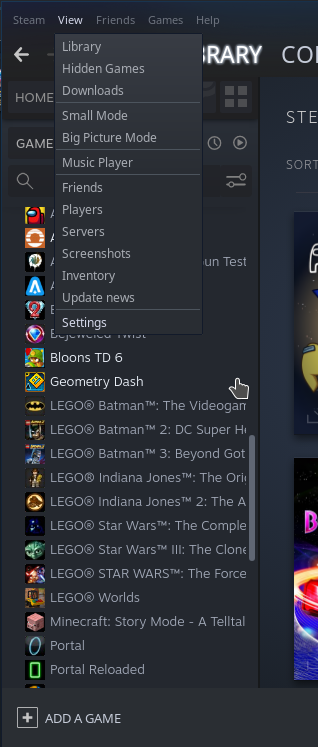 Steam View Friends Games Help
Library
BRARY
Hidden Games
HOME
Downloads
Small Mode
STE
Big Picture Mode
GAME
Music Player
SORT
Friends
Players
Servers
Screenshots
oun Test
Inventory
Update news
Settings
Bejeweled Twist
Bloons TD 6
Geometry Dash
LEGO® Batman™: The Videogam
LEGO® Batman™ 2: DC Super He
LEGO® Batman™ 3: Beyond Got
LEGO® Indiana Jones™: The Orig
LEGO® Indiana Jones™ 2: The A
LEGO® Star Wars™: The Comple
LEGO® Star Wars™ III: The Clone
LEGO® STAR WARS™: The Force
LEGO® Worlds
Minecraft: Story Mode - A Telltal
Portal
Portal Reloaded
ADD A GAME